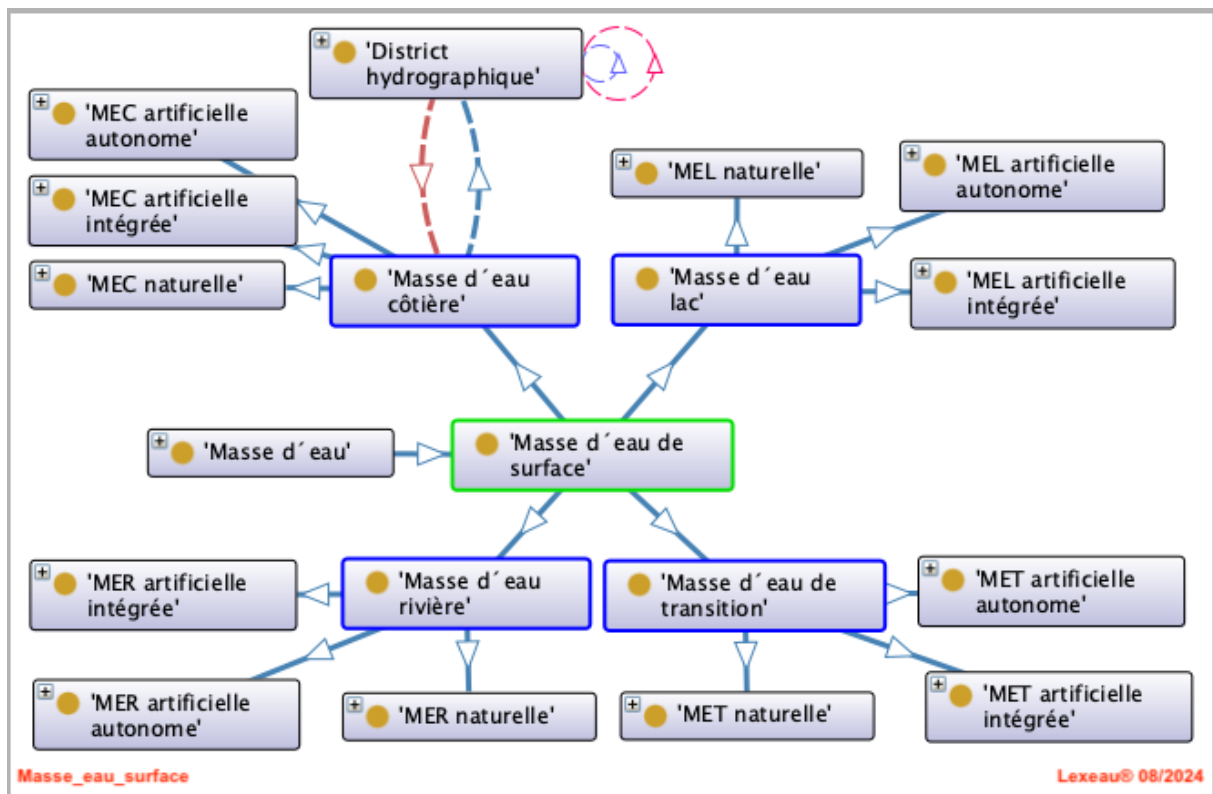 'District
hydrographique'
'MEC artificielle
autonome'
'MEC artificielle
intégrée'
'MEC naturelle'
'Masse d´eau
côtière'
'MEL naturelle'
'MEL artificielle
autonome'
'Masse d´eau
lac'
'MEL artificielle
intégrée'
'Masse d´eau'
'Masse d´eau de
surface'
'MER artificielle
intégrée'
'Masse d´eau
rivière'
'Masse d´eau de
transition'
'MET artificielle
autonome'
'MER artificielle
autonome'
'MER naturelle'
'MET naturelle'
'MET artificielle
intégrée'
Masse_eau_surface
Lexeau® 08/2024